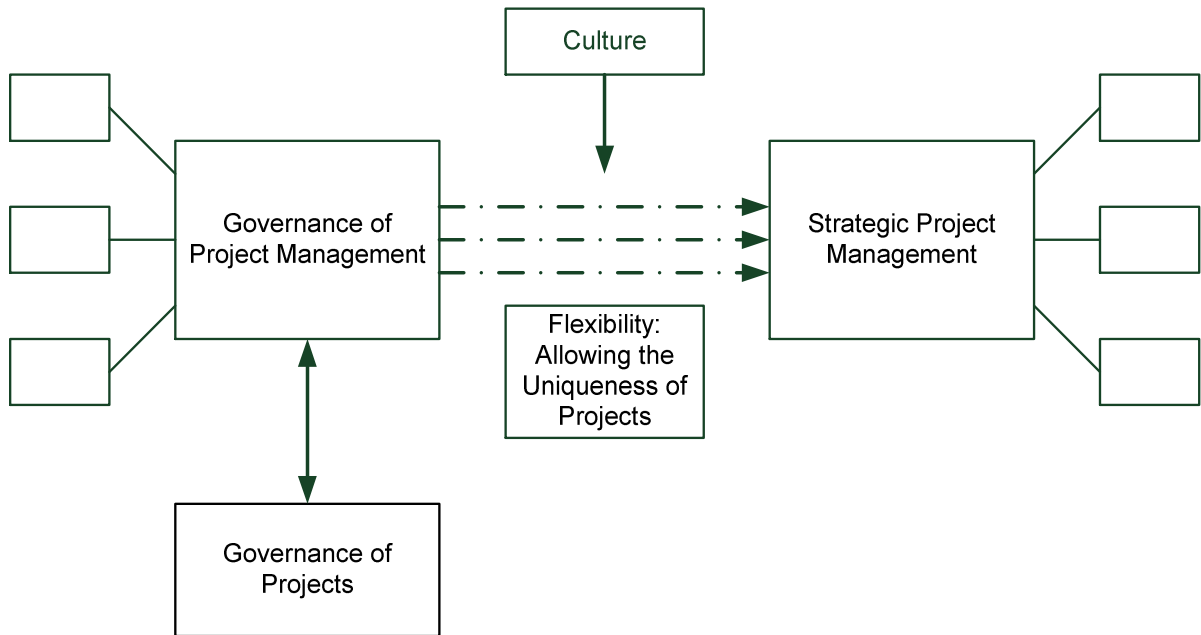 Culture
Governance of
Project Management
Strategic Project
Management
Flexibility:
Allowing the
Uniqueness of
Projects
Governance of
Projects